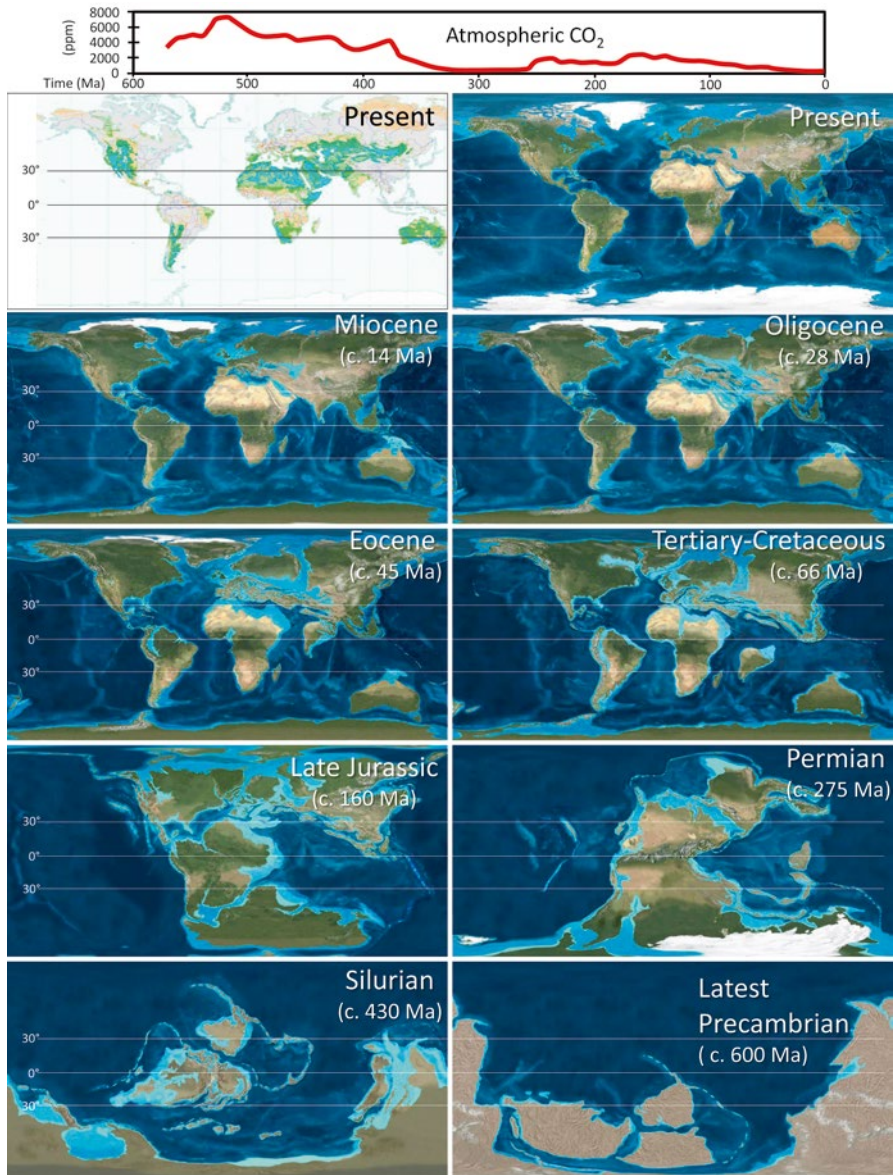 8000
6000
4000
2000
0
(ppm)
Atmospheric CO₂
Time (Ma)
600
500
400
300
200
100
0
Present
30°
0°
30°
Present
Miocene
(c. 14 Ma)
30°
0°
30°
Oligocene
(c. 28 Ma)
Eocene
(c. 45 Ma)
30°
0°
30°
Tertiary-Cretaceous
(c. 66 Ma)
Late Jurassic
(c. 160 Ma)
30°
0°
30°
Permian
(c. 275 Ma)
Silurian
(c. 430 Ma)
30°
0°
30°
Latest
Precambrian
( c. 600 Ma)